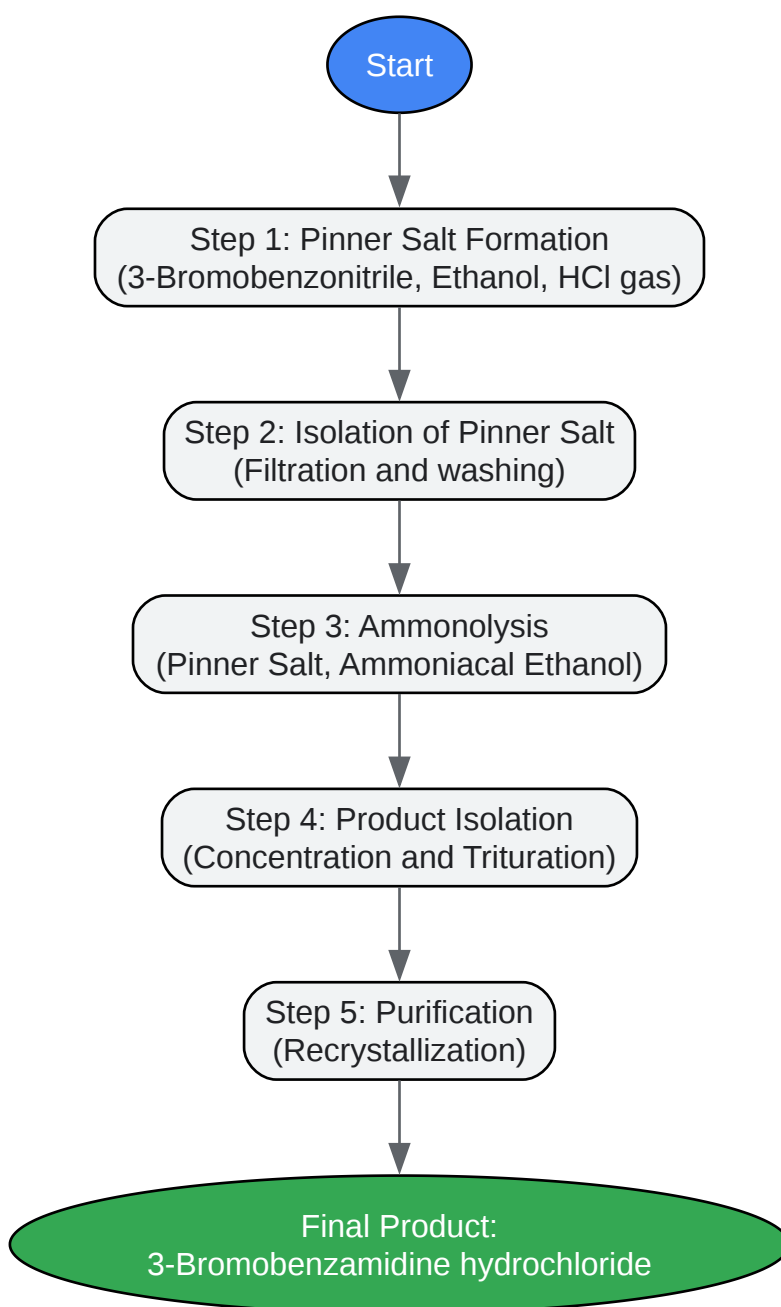 Start
Step 1: Pinner Salt Formation
(3-Bromobenzonitrile, Ethanol, HCl gas)
Step 2: Isolation of Pinner Salt
(Filtration and washing)
Step 3: Ammonolysis
(Pinner Salt, Ammoniacal Ethanol)
Step 4: Product Isolation
(Concentration and Trituration)
Step 5: Purification
(Recrystallization)
Final Product:
3-Bromobenzamidine hydrochloride